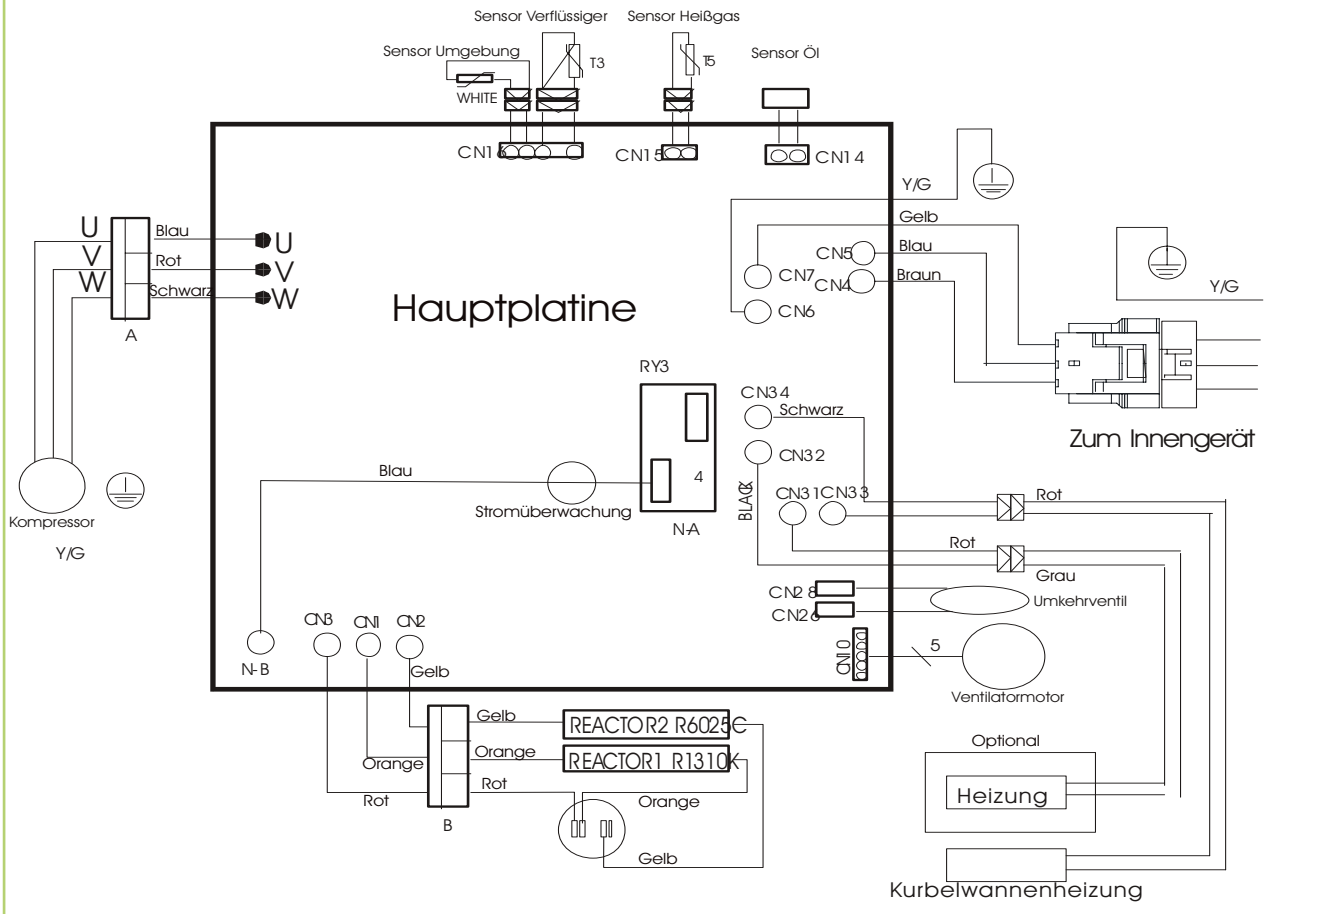 Sensor Verflüssiger
Sensor Heißgas
Sensor Umgebung
Sensor Öl
T3
T5
WHITE
CN16
CN15
CN14
Y/G
Gelb
U
Blau
U
CN5
Blau
V
Rot
V
CN7
CN4
Braun
W
Schwarz
W
Y/G
Hauptplatine
CN6
A
RY3
CN34
Schwarz
Zum Innengerät
CN32
Blau
4
BLACK
CN31
CN33
Rot
Stromüberwachung
Kompressor
N-A
Rot
Y/G
Grau
CN28
CN26
Umkehrventil
CN3
CN1
CN2
CN10
5
N-B
Gelb
Ventilatormotor
Gelb
REACTOR2 R6025C
Optional
Orange
Orange
REACTOR1 R1310K
Rot
Rot
Orange
Heizung
B
Gelb
Kurbelwannenheizung